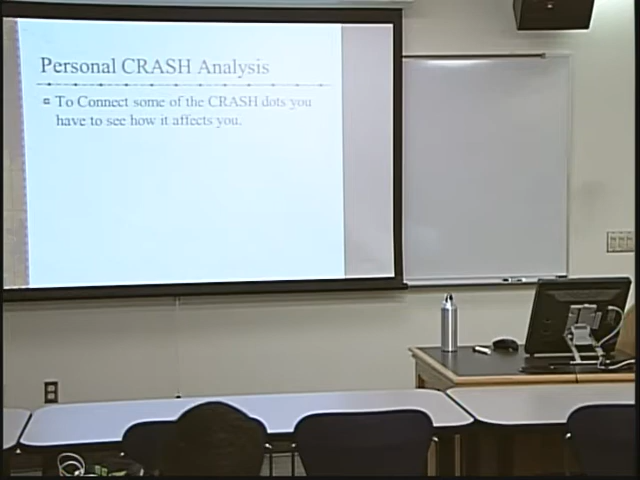 Personal CRASH Analysis
To Connect some of the CRASH dots you
have to see how it affects you.